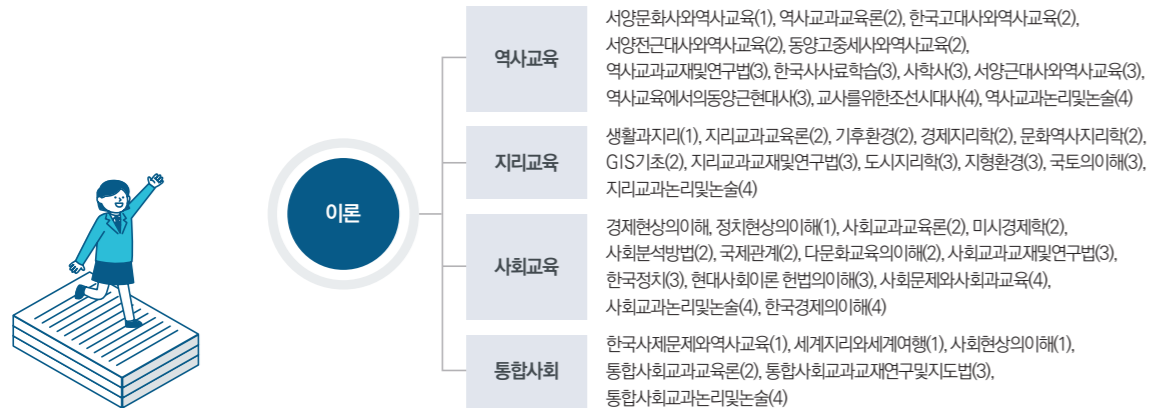 이론
역사교육
서양문화사와역사교육(1), 역사교과교육론(2), 한국고대사와역사교육(2),
서양전근대사와역사교육(2), 동양고중세사와역사교육(2),
역사교과교재및연구법(3), 한국사사료학습(3), 사학사(3), 서양근대사와역사교육(3),
역사교육에서의동양근현대사(3), 교사를위한조선시대사(4), 역사교과논리및논술(4)
지리교육
생활과지리(1), 지리교과교육론(2), 기후환경(2), 경제지리학(2), 문화역사지리학(2),
GIS기초(2), 지리교과교재및연구법(3), 도시지리학(3), 지형환경(3), 국토의이해(3),
지리교과논리및논술(4)
사회교육
경제현상의이해, 정치현상의이해(1), 사회교과교육론(2), 미시경제학(2),
사회분석방법(2), 국제관계(2), 다문화교육의이해(2), 사회교과교재및연구법(3),
한국정치(3), 현대사회이론 헌법의이해(3), 사회문제와사회과교육(4),
사회교과논리및논술(4), 한국경제의이해(4)
통합사회
한국사제문제와역사교육(1), 세계지리와세계여행(1), 사회현상의이해(1),
통합사회교과교육론(2), 통합사회교과교재연구및지도법(3),
통합사회교과논리및논술(4)